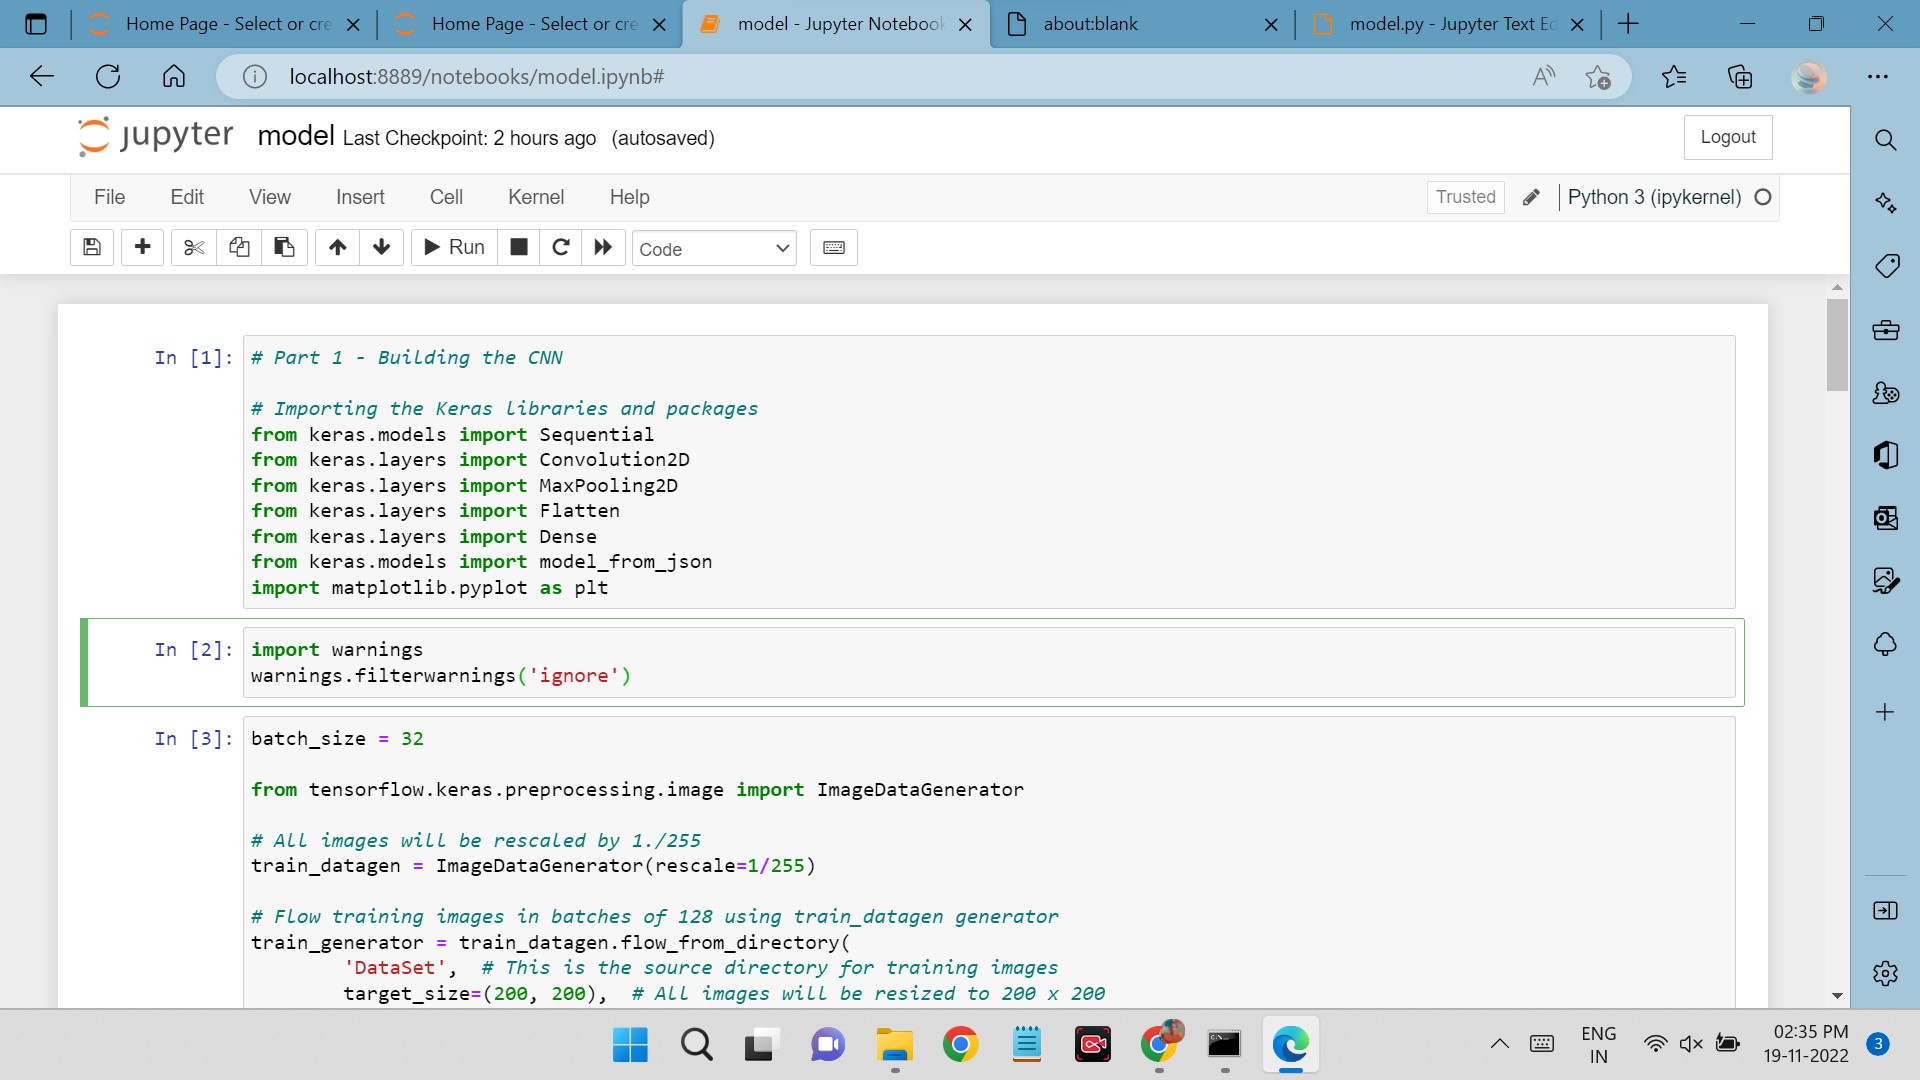 Home Page - Select or cre
Home Page - Select or cre
model - Jupyter Notebook
about:blank
model.py - Jupyter Text Ed
localhost:8889/notebooks/model.ipynb#
jupyter model Last Checkpoint: 2 hours ago (autosaved)
Logout
File Edit View Insert Cell Kernel Help
Trusted Python 3 (ipykernel)
Run Code
In [1]: # Part 1 - Building the CNN
# Importing the Keras libraries and packages
from keras.models import Sequential
from keras.layers import Convolution2D
from keras.layers import MaxPooling2D
from keras.layers import Flatten
from keras.layers import Dense
from keras.models import model_from_json
import matplotlib.pyplot as plt
In [2]: import warnings
warnings.filterwarnings('ignore')
In [3]: batch_size = 32
from tensorflow.keras.preprocessing.image import ImageDataGenerator
# All images will be rescaled by 1./255
train_datagen = ImageDataGenerator(rescale=1/255)
# Flow training images in batches of 128 using train_datagen generator
train_generator = train_datagen.flow_from_directory(
'DataSet', # This is the source directory for training images
target_size=(200, 200), # All images will be resized to 200 x 200
ENG
IN
02:35 PM
19-11-2022
3